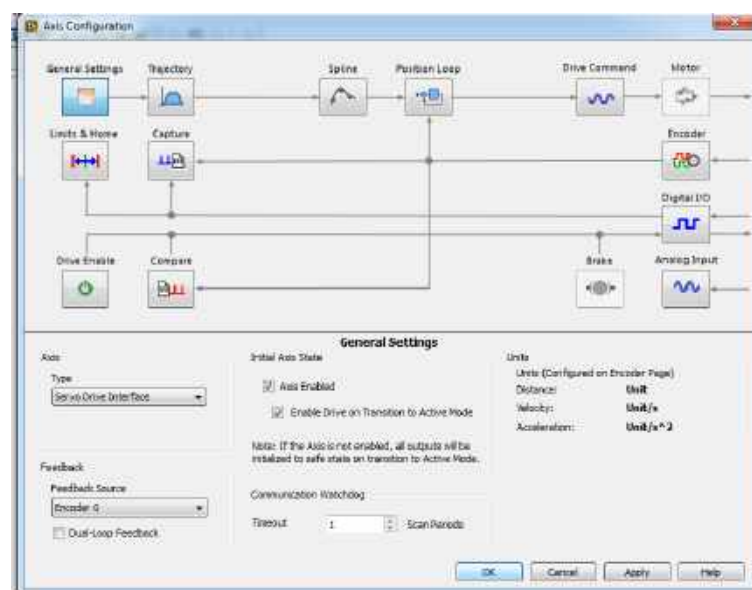 Axis Configuration
General Settings
Trajectory
Spline
Position Loop
Drive Command
Motor
Limits & Home
Capture
Encoder
Digital I/O
Drive Enable
Compare
Brake
Analog Input
General Settings
Axis
Type
Servo Drive Interface
Initial Axis State
Axis Enabled
Enable Drive on Transition to Active Mode
Note: If the Axis is not enabled, all outputs will be
initialized to safe state on transition to Active Mode.
Units
Units (Configured on Encoder Page)
Distance: Unit
Velocity: Unit/s
Acceleration: Unit/s^2
Feedback
Feedback Source
Encoder 0
Dual-Loop Feedback
Communication Watchdog
Timeout 1 Scan Periods
OK Cancel Apply Help